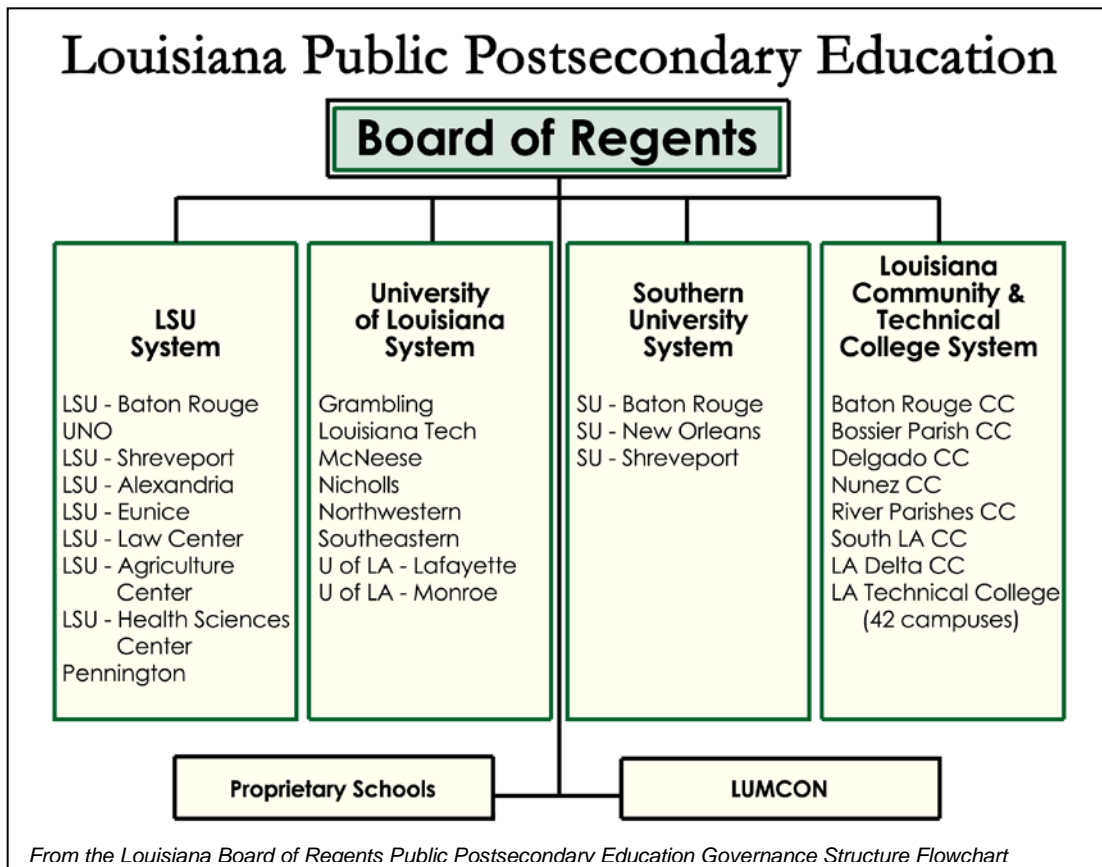 Louisiana Public Postsecondary Education
Board of Regents
LSU
System
LSU - Baton Rouge
UNO
LSU - Shreveport
LSU - Alexandria
LSU - Eunice
LSU - Law Center
LSU - Agriculture
Center
LSU - Health Sciences
Center
Pennington
University
of Louisiana
System
Grambling
Louisiana Tech
McNeese
Nicholls
Northwestern
Southeastern
U of LA - Lafayette
U of LA - Monroe
Southern
University
System
SU - Baton Rouge
SU - New Orleans
SU - Shreveport
Louisiana
Community &
Technical
College System
Baton Rouge CC
Bossier Parish CC
Delgado CC
Nunez CC
River Parishes CC
South LA CC
LA Delta CC
LA Technical College
(42 campuses)
Proprietary Schools
LUMCON
From the Louisiana Board of Regents Public Postsecondary Education Governance Structure Flowchart